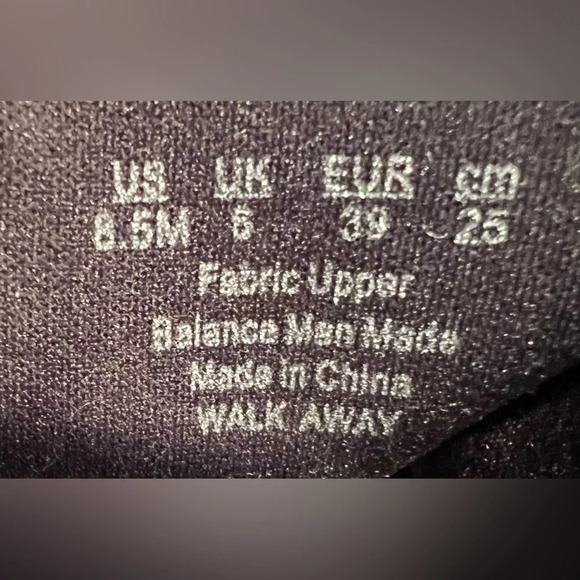 US UK EUR cm
8.5M 6 39 25
Fabric Upper
Balance Man Made
Made in China
WALK AWAY